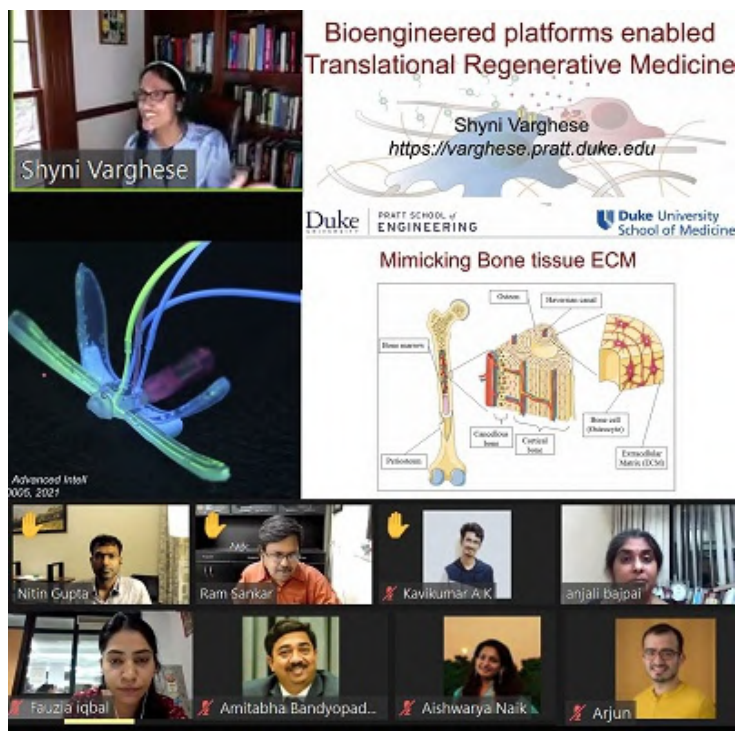 Shyni Varghese
Bioengineered platforms enabled
Translational Regenerative Medicine
Shyni Varghese
https://varghese.pratt.duke.edu
Duke
UNIVERSITY
PRATT SCHOOL of
ENGINEERING
Duke University
School of Medicine
Mimicking Bone tissue ECM
Osteon
Haversian canal
Bone marrow
Cancellous
bone
Cortical
bone
Periosteum
Bone cell
(Osteocyte)
Extracellular
Matrix (ECM)
Advanced Intell
0005, 2021
Nitin Gupta
Ram Sankar
Kavikumar A K
anjali bajpai
Fauzia iqbal
Amitabha Bandyopad...
Aishwarya Naik
Arjun